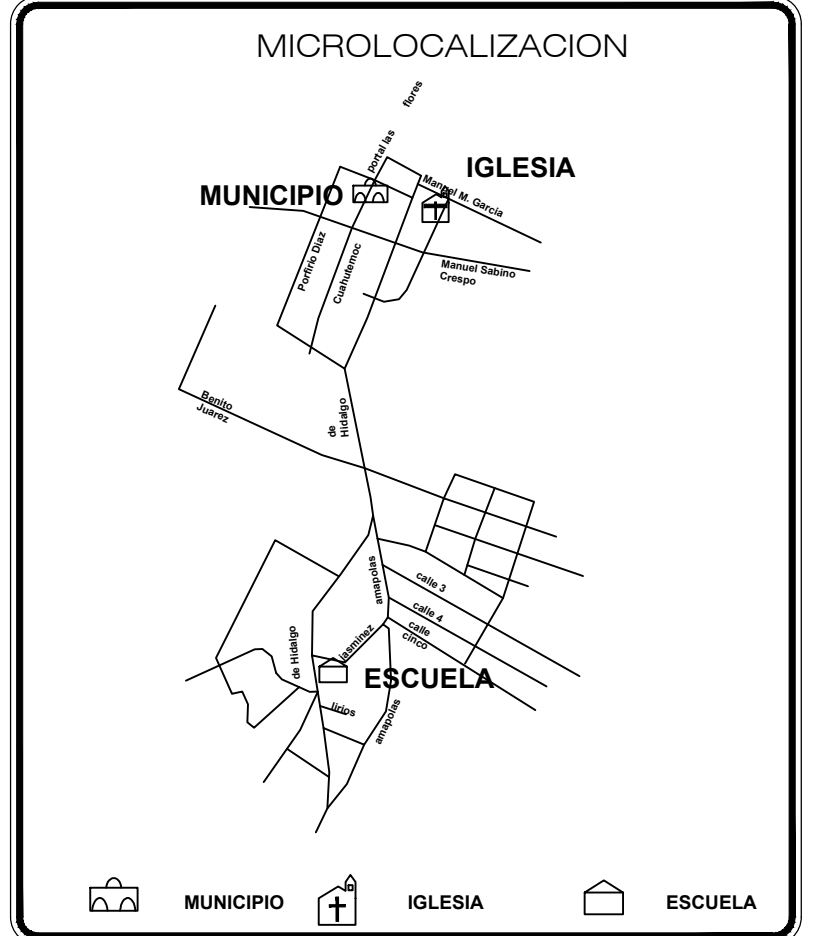 MICROLOCALIZACION
flores
portal las
IGLESIA
MUNICIPIO
Manuel M. Garcia
Porfirio Diaz
Cuahutemoc
Manuel Sabino
Crespo
Benito
Juarez
de
Hidalgo
amapolas
calle 3
calle 4
calle
cinco
jasminez
de Hidalgo
ESCUELA
lirios
amapolas
MUNICIPIO
IGLESIA
ESCUELA